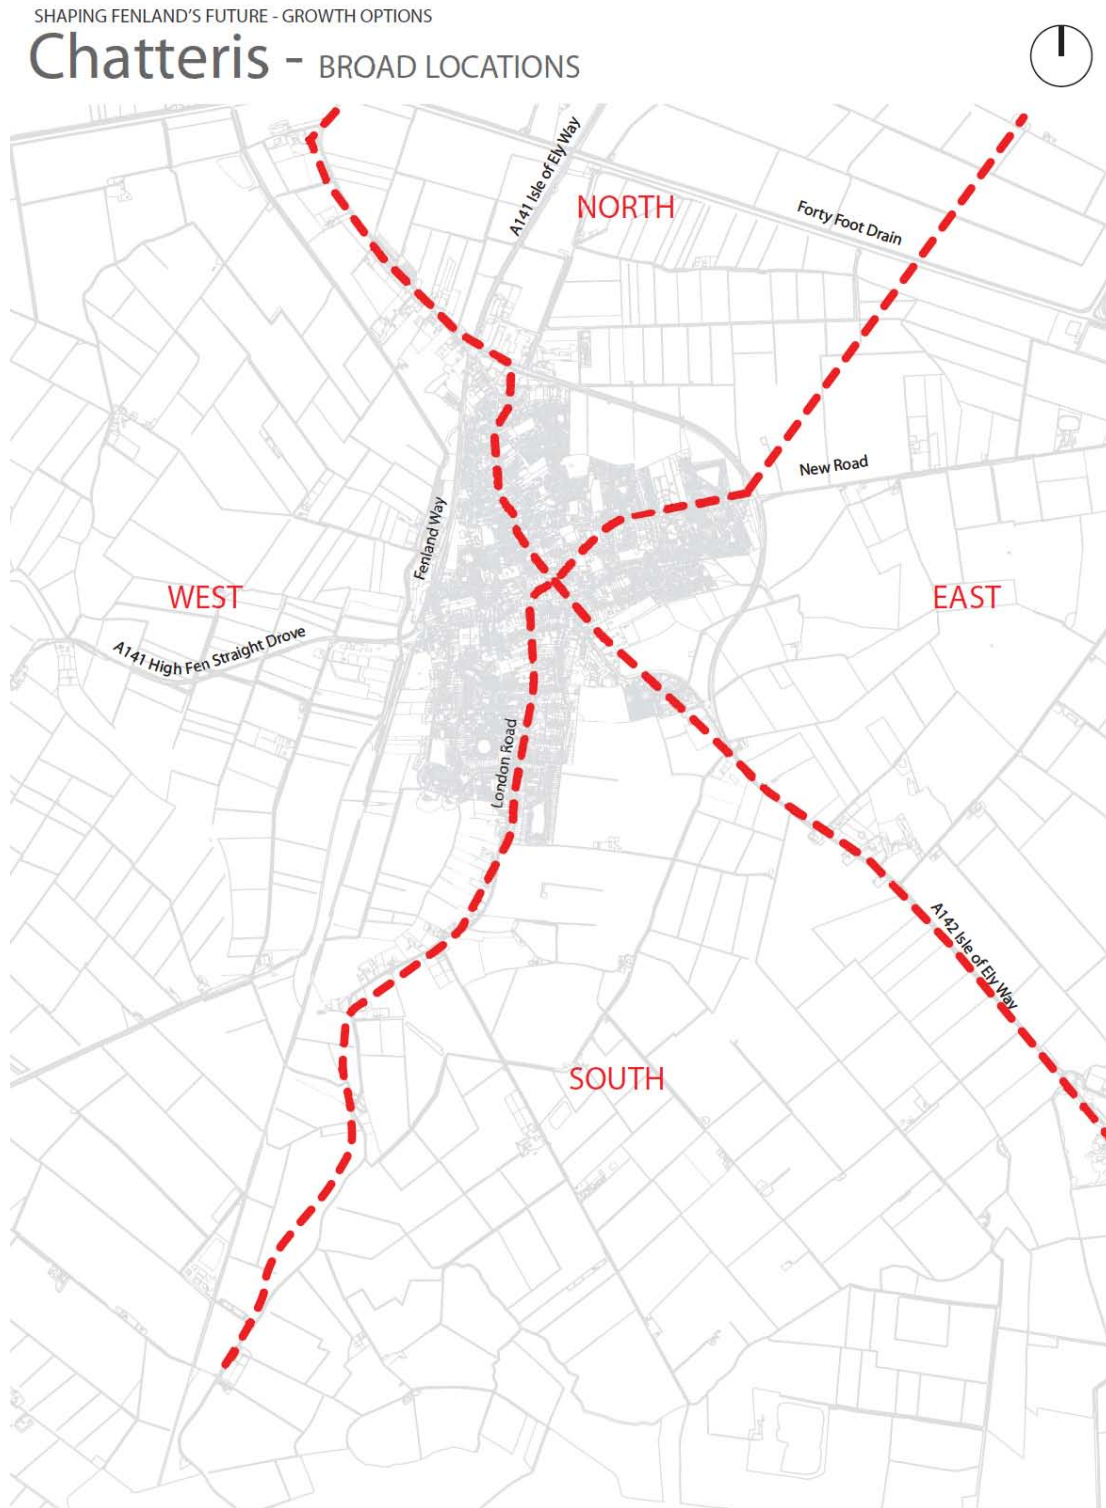 SHAPING FENLAND'S FUTURE - GROWTH OPTIONS
Chatteris - BROAD LOCATIONS
A141 Isle of Ely Way
NORTH
Forty Foot Drain
New Road
Fenland Way
WEST
EAST
A141 High Fen Straight Drove
London Road
A142 Isle of Ely Way
SOUTH